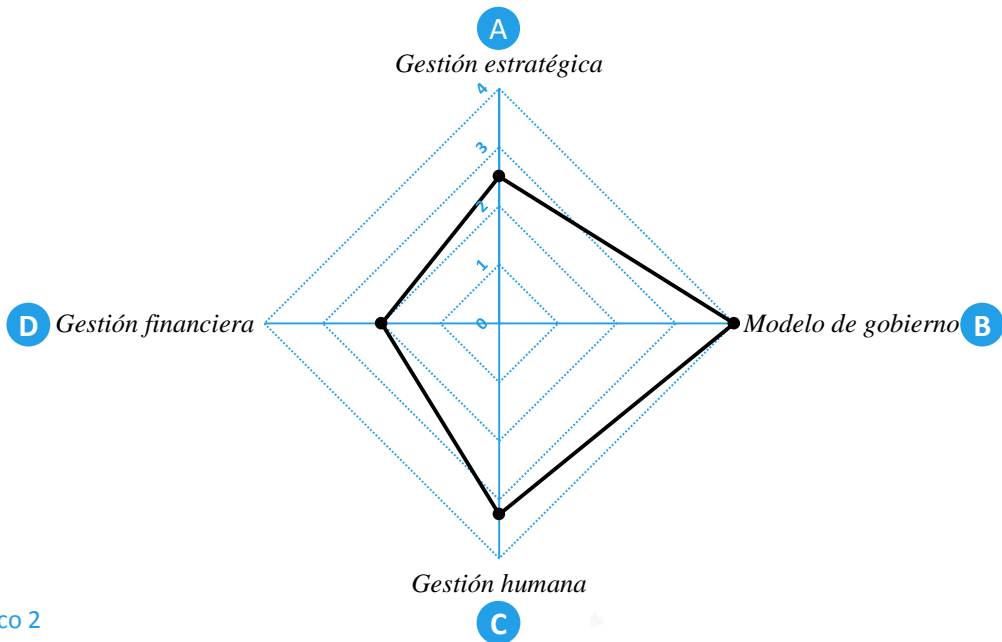 A
Gestión estratégica
4
3
2
1
0
D Gestión financiera
Modelo de gobierno B
Gestión humana
C
co 2